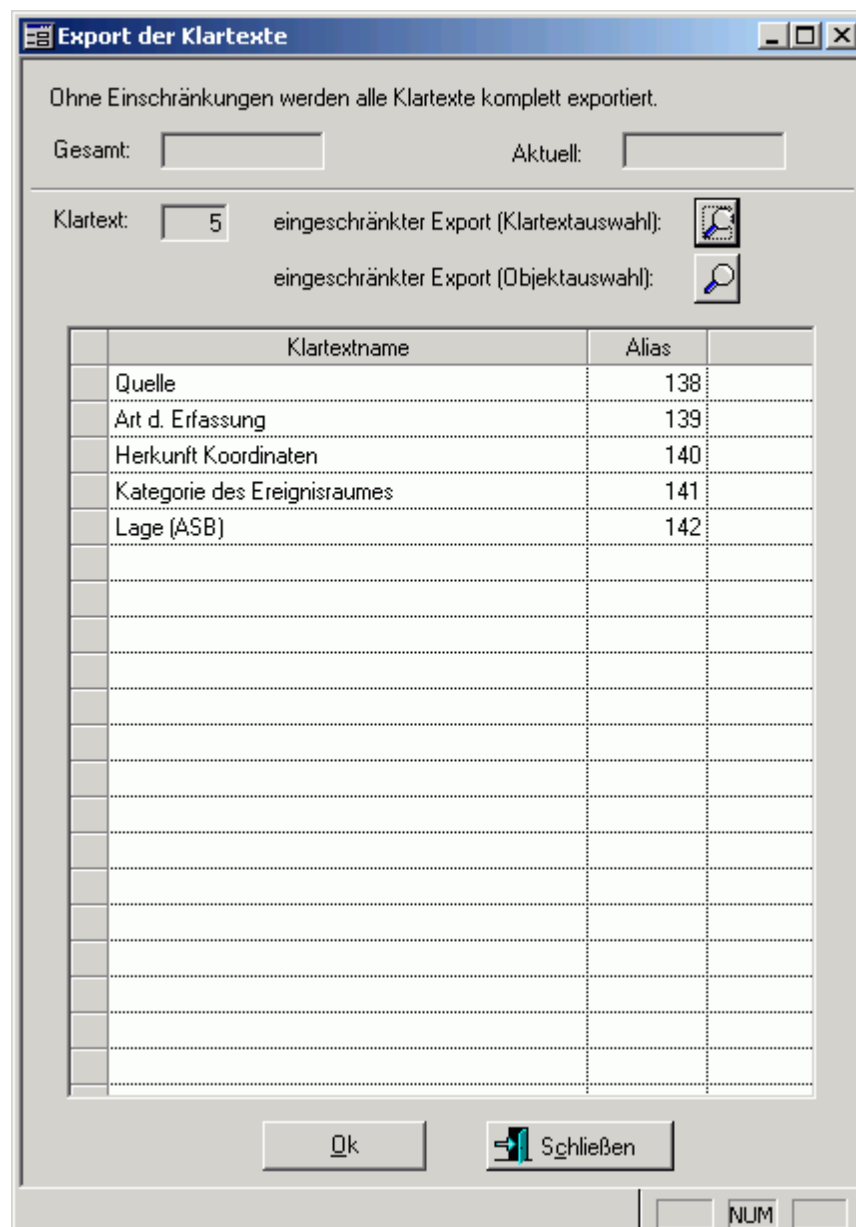 Export der Klartexte
Ohne Einschränkungen werden alle Klartexte komplett exportiert.
Gesamt: Aktuell:
Klartext: 5 eingeschränkter Export (Klartextauswahl):
eingeschränkter Export (Objektauswahl):
Klartextname Alias
Quelle 138
Art d. Erfassung 139
Herkunft Koordinaten 140
Kategorie des Ereignisraumes 141
Lage (ASB) 142
Ok Schließen
NUM